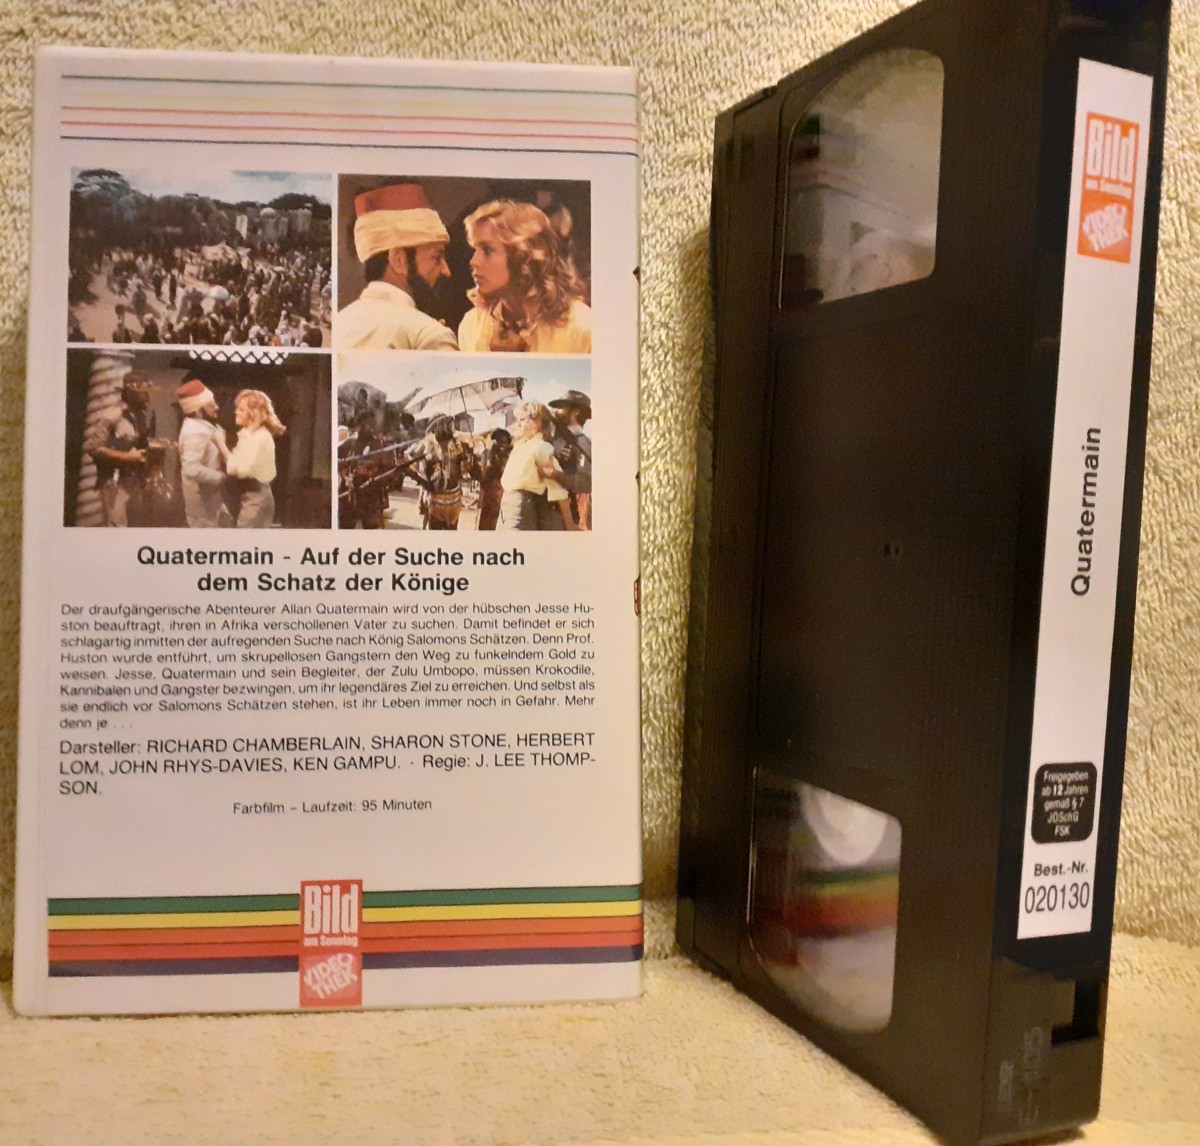 Quatermain - Auf der Suche nach
dem Schatz der Könige
Der draufgängerische Abenteurer Allan Quatermain wird von der hübschen Jesse Hu-
ston beauftragt, ihren in Afrika verschollenen Vater zu suchen. Damit befindet er sich
schlagartig inmitten der aufregenden Suche nach König Salomons Schätzen. Denn Prof.
Huston wurde entführt, um skrupellosen Gangstern den Weg zu funkelndem Gold zu
weisen. Jesse, Quatermain und sein Begleiter, der Zulu Umbopo, müssen Krokodile,
Kannibalen und Gangster bezwingen, um ihr legendäres Ziel zu erreichen. Und selbst als
sie endlich vor Salomons Schätzen stehen, ist ihr Leben immer noch in Gefahr. Mehr
denn je . . .
Darsteller: RICHARD CHAMBERLAIN, SHARON STONE, HERBERT
LOM, JOHN RHYS-DAVIES, KEN GAMPU. · Regie: J. LEE THOMP-
SON.
Farbfilm – Laufzeit: 95 Minuten
Bild
am Sonntag
VIDEO
THEK
Bild
am Sonntag
VIDEO
THEK
Quatermain
Freigegeben
ab 12 Jahren
gemäß § 7
JÖSchG
FSK
Best.-Nr.
020130